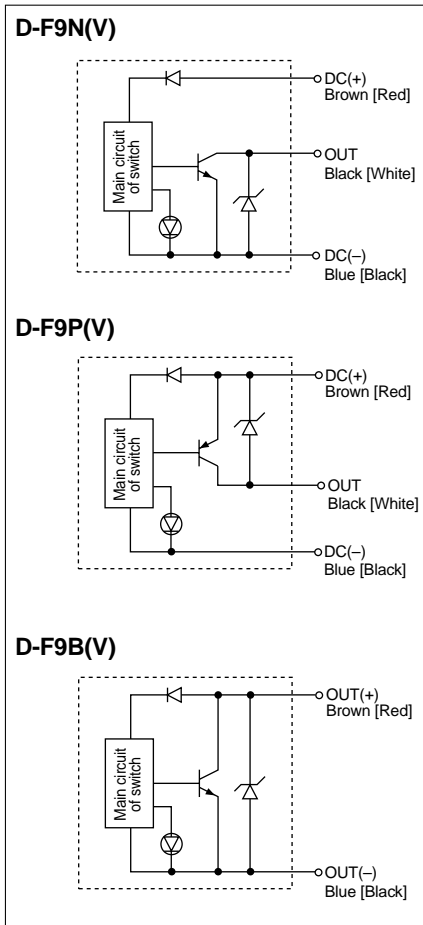 D-F9N(V)
DC(+)
Brown [Red]
Main circuit
of switch
OUT
Black [White]
DC(–)
Blue [Black]
D-F9P(V)
DC(+)
Brown [Red]
Main circuit
of switch
OUT
Black [White]
DC(–)
Blue [Black]
D-F9B(V)
OUT(+)
Brown [Red]
Main circuit
of switch
OUT(–)
Blue [Black]